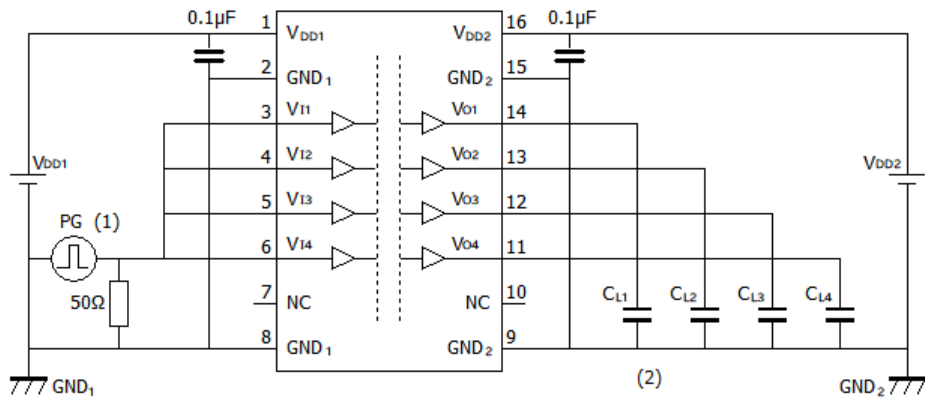 0.1μF 1 16 0.1μF
VDD1 VDD2
2 15
GND1 GND2
3 14
VI1 VO1
4 13
VI2 VO2
VDD1 VDD2
5 12
VI3 VO3
PG (1)
6 11
VI4 VO4
7 10
50Ω NC NC CL1 CL2 CL3 CL4
8 9
GND1 GND2
(2)
GND1 GND2